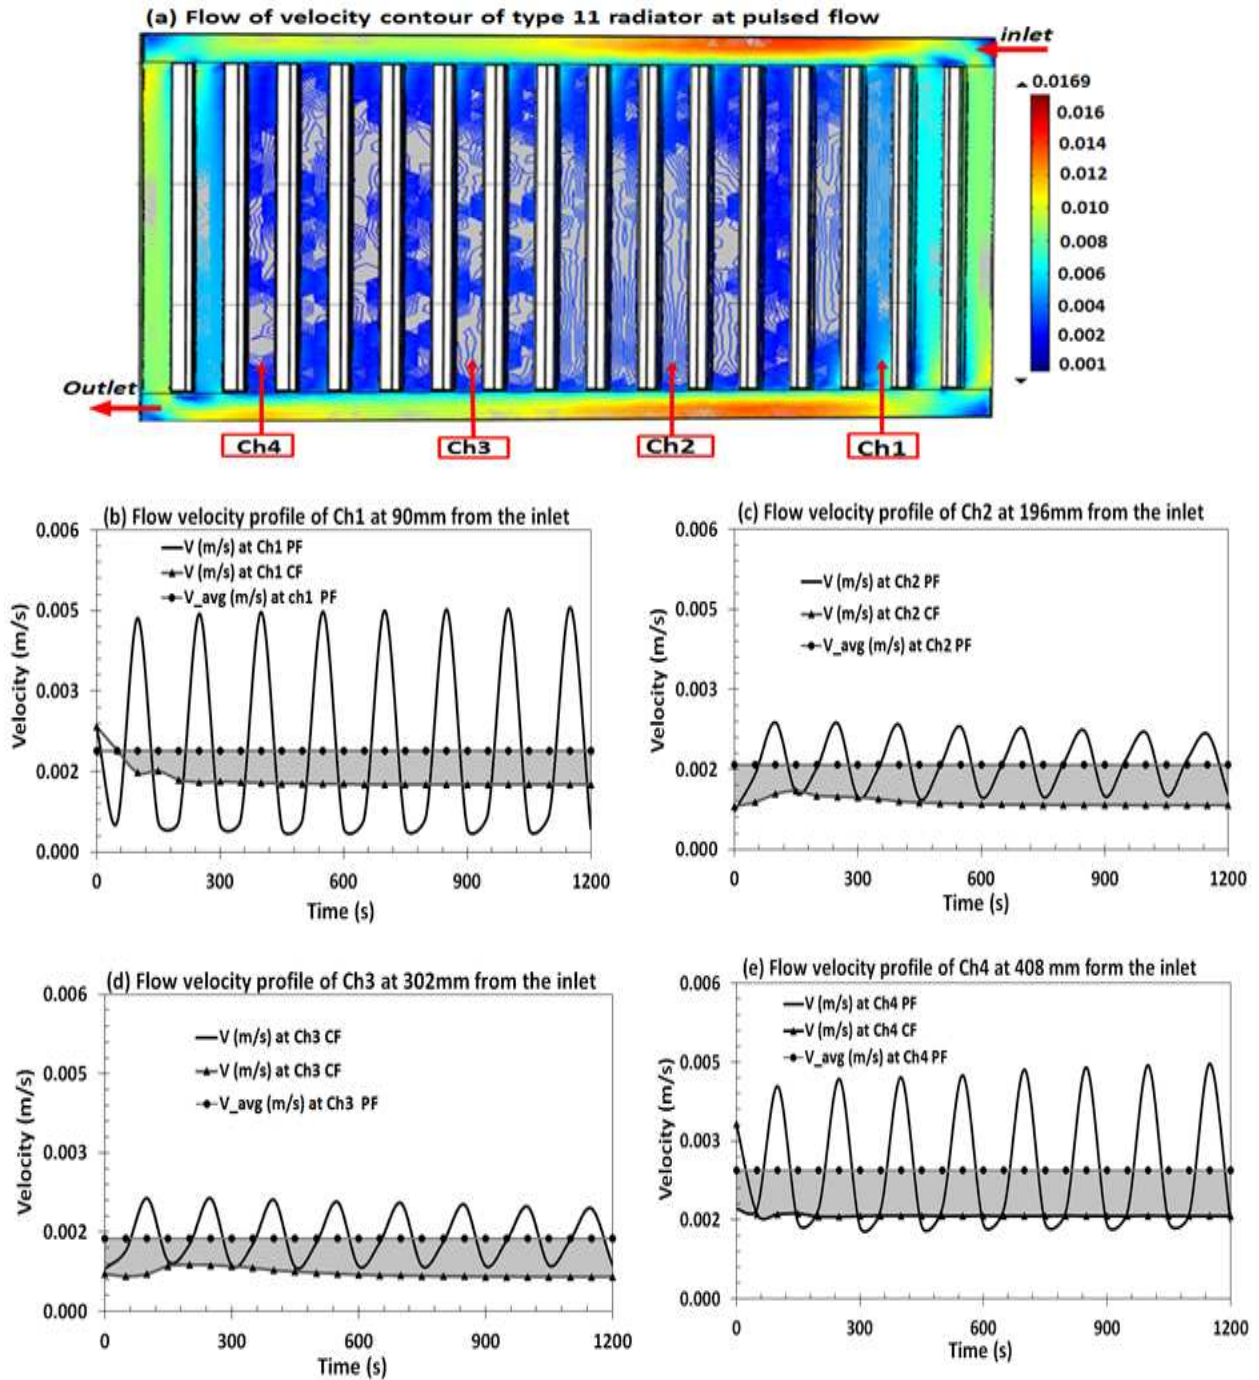 (a) Flow of velocity contour of type 11 radiator at pulsed flow
inlet
0.0169
0.016
0.014
0.012
0.010
0.008
0.006
0.004
0.002
0.001
Outlet
Ch4
Ch3
Ch2
Ch1
(b) Flow velocity profile of Ch1 at 90mm from the inlet
V (m/s) at Ch1 PF
V (m/s) at Ch1 CF
V_avg (m/s) at ch1 PF
Velocity (m/s)
0.006
0.005
0.003
0.002
0.000
0 300 600 900 1200
Time (s)
(c) Flow velocity profile of Ch2 at 196mm from the inlet
V (m/s) at Ch2 PF
V (m/s) at Ch2 CF
V_avg (m/s) at Ch2 PF
Velocity (m/s)
0.006
0.005
0.003
0.002
0.000
0 300 600 900 1200
Time (s)
(d) Flow velocity profile of Ch3 at 302mm from the inlet
V (m/s) at Ch3 CF
V (m/s) at Ch3 CF
V_avg (m/s) at Ch3 PF
Velocity (m/s)
0.006
0.005
0.003
0.002
0.000
0 300 600 900 1200
Time (s)
(e) Flow velocity profile of Ch4 at 408 mm form the inlet
V (m/s) at Ch4 PF
V (m/s) at Ch4 CF
V_avg (m/s) at Ch4 PF
Velocity (m/s)
0.006
0.005
0.003
0.002
0.000
0 300 600 900 1200
Time (s)